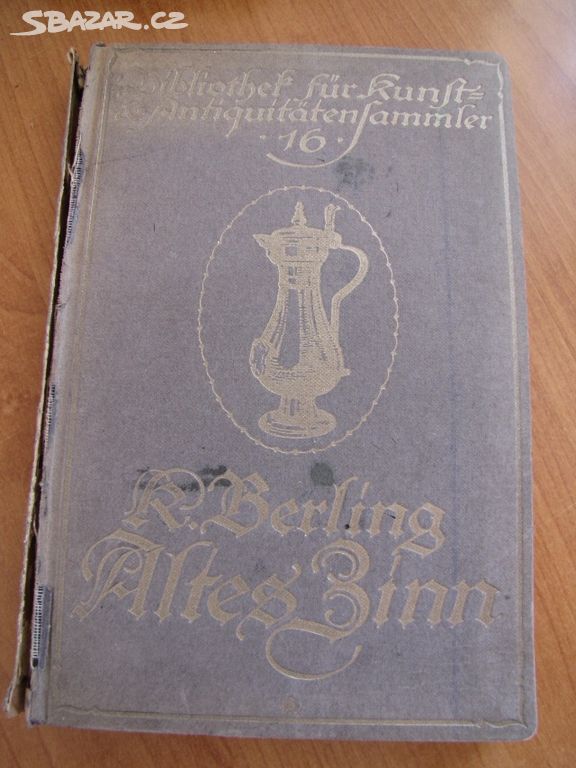 SBAZAR.CZ
Bibliothek für Kunst=
& Antiquitätensammler
· 16 ·
K. Berling
Altes Zinn